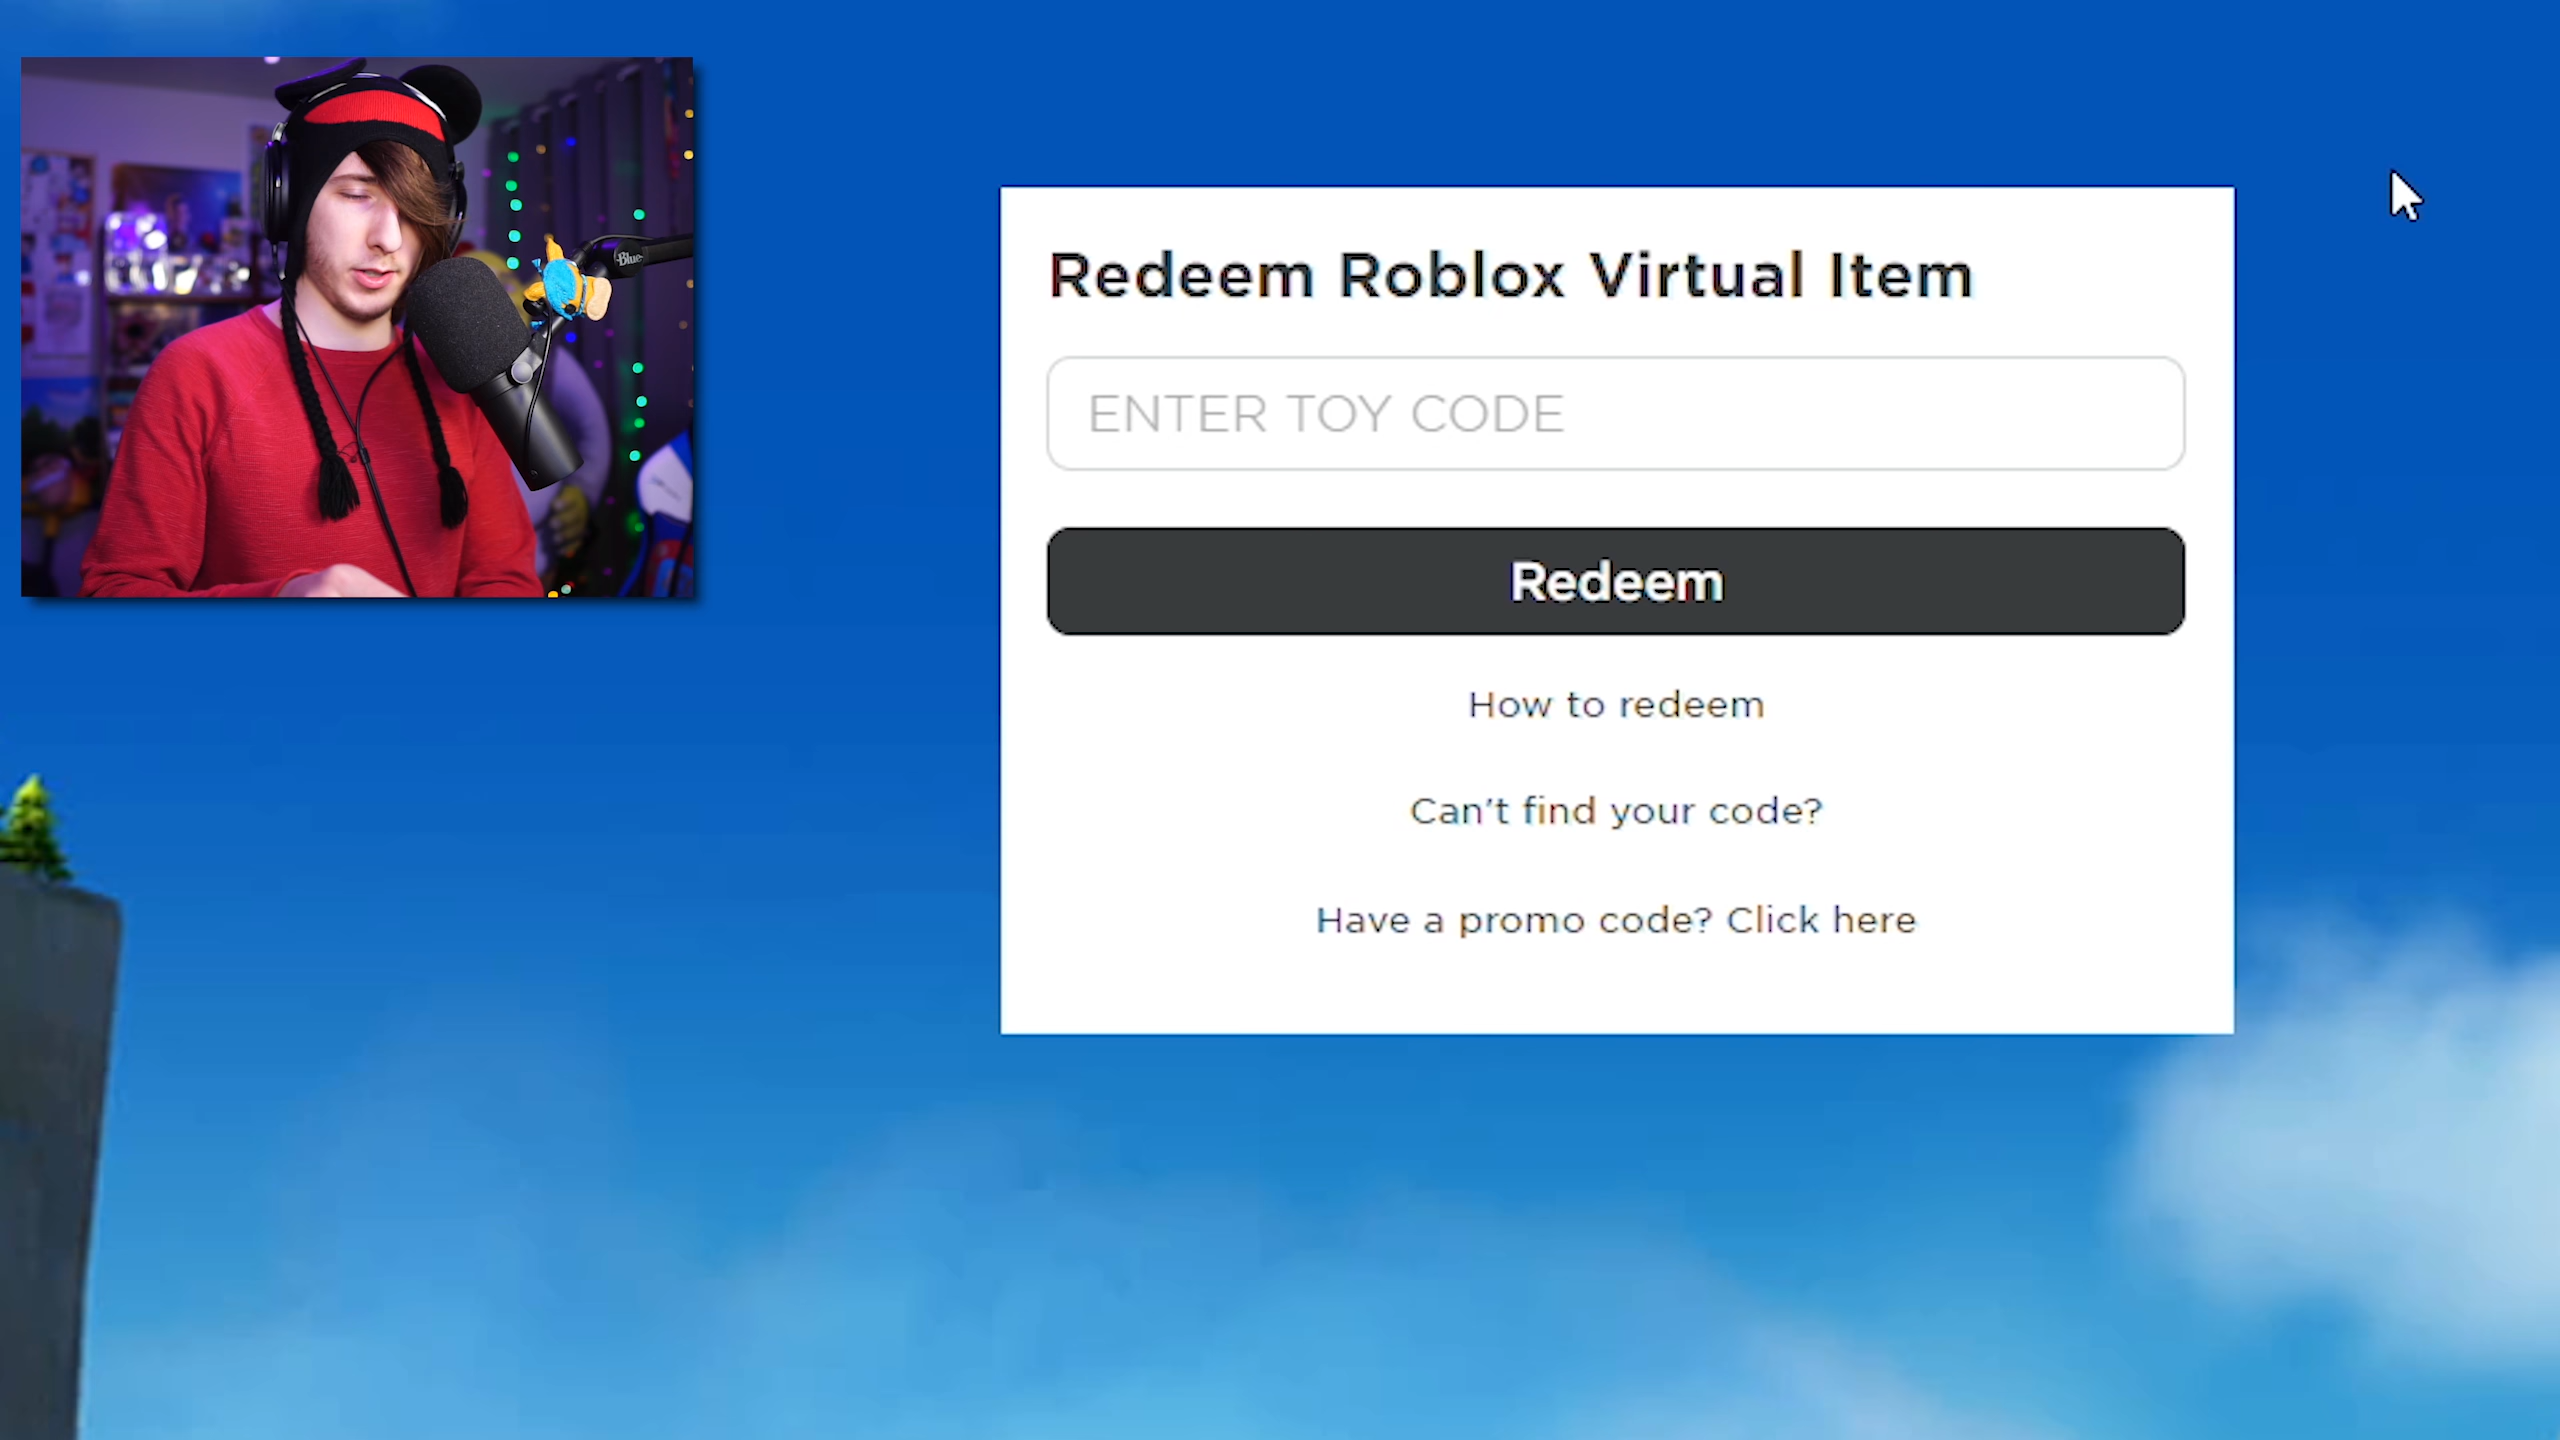 Blue
Redeem Roblox Virtual Item
ENTER TOY CODE
Redeem
How to redeem
Can't find your code?
Have a promo code? Click here